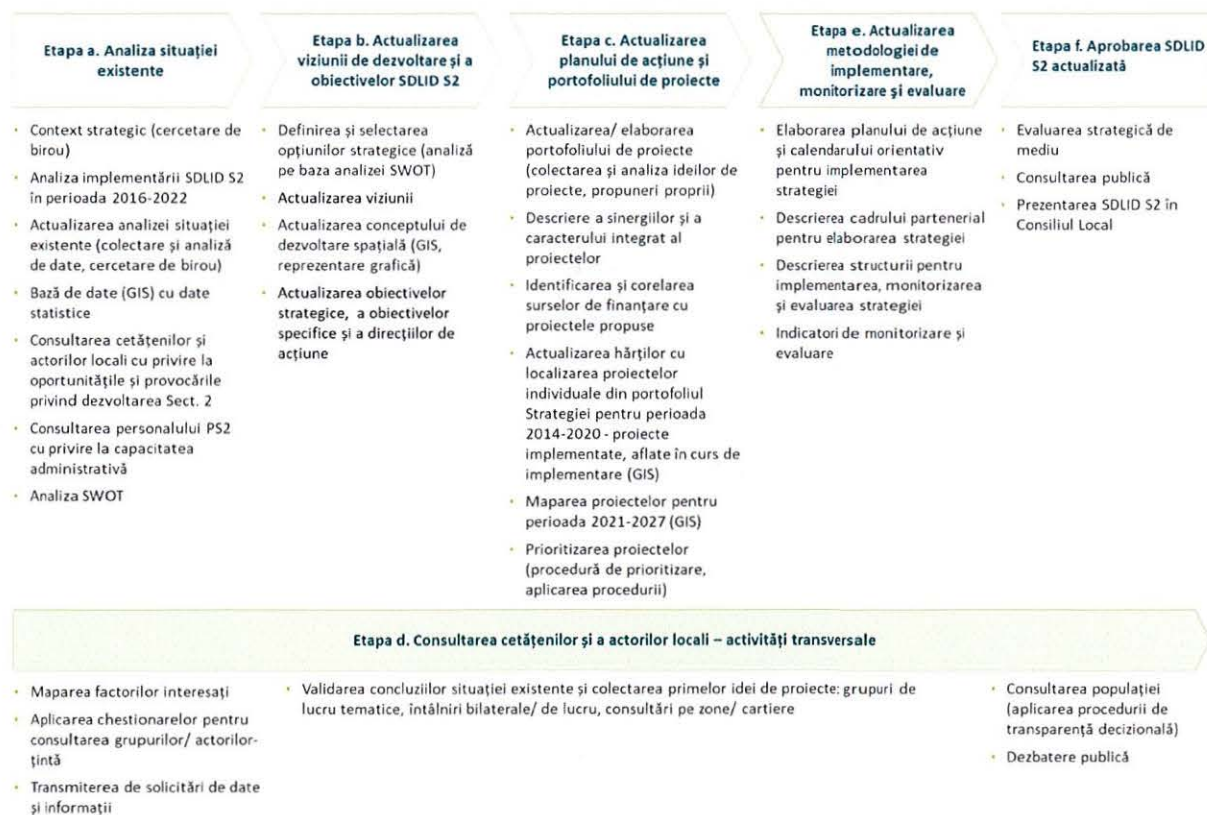 Etapa a. Analiza situației
existente
Etapa b. Actualizarea
viziunii de dezvoltare și a
obiectivelor SDLID S2
Etapa c. Actualizarea
planului de acțiune și
portofoliului de proiecte
Etapa e. Actualizarea
metodologiei de
implementare,
monitorizare și evaluare
Etapa f. Aprobarea SDLID
S2 actualizată
• Context strategic (cercetare de
birou)
• Analiza implementării SDLID S2
în perioada 2016-2022
• Actualizarea analizei situației
existente (colectare și analiză
de date, cercetare de birou)
• Bază de date (GIS) cu date
statistice
• Consultarea cetățenilor și
actorilor locali cu privire la
oportunitățile și provocările
privind dezvoltarea Sect. 2
• Consultarea personalului PS2
cu privire la capacitatea
administrativă
• Analiza SWOT
• Definirea și selectarea
opțiunilor strategice (analiză
pe baza analizei SWOT)
• Actualizarea viziunii
• Actualizarea conceptului de
dezvoltare spațială (GIS,
reprezentare grafică)
• Actualizarea obiectivelor
strategice, a obiectivelor
specifice și a direcțiilor de
acțiune
• Actualizarea/ elaborarea
portofoliului de proiecte
(colectarea și analiza ideilor de
proiecte, propuneri proprii)
• Descriere a sinergiilor și a
caracterului integrat al
proiectelor
• Identificarea și corelarea
surselor de finanțare cu
proiectele propuse
• Actualizarea hărților cu
localizarea proiectelor
individuale din portofoliul
Strategiei pentru perioada
2014-2020 - proiecte
implementate, aflate în curs de
implementare (GIS)
• Maparea proiectelor pentru
perioada 2021-2027 (GIS)
• Prioritizarea proiectelor
(procedură de prioritizare,
aplicarea procedurii)
• Elaborarea planului de acțiune
și calendarului orientativ
pentru implementarea
strategiei
• Descrierea cadrului partenerial
pentru elaborarea strategiei
• Descrierea structurii pentru
implementarea, monitorizarea
și evaluarea strategiei
• Indicatori de monitorizare și
evaluare
• Evaluarea strategică de
mediu
• Consultarea publică
• Prezentarea SDLID S2 în
Consiliul Local
Etapa d. Consultarea cetățenilor și a actorilor locali – activități transversale
• Maparea factorilor interesați
• Aplicarea chestionarelor pentru
consultarea grupurilor/ actorilor-
țintă
• Transmiterea de solicitări de date
și informații
• Validarea concluziilor situației existente și colectarea primelor idei de proiecte: grupuri de
lucru tematice, întâlniri bilaterale/ de lucru, consultări pe zone/ cartiere
• Consultarea populației
(aplicarea procedurii de
transparență decizională)
• Dezbatere publică